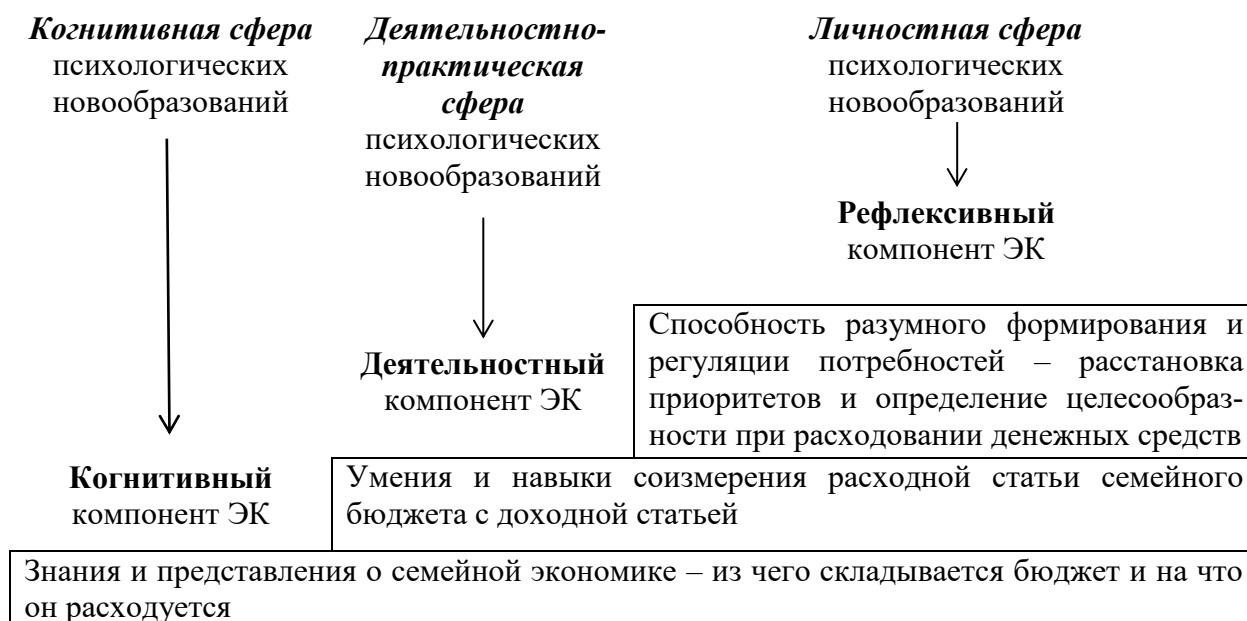 Когнитивная сфера
психологических
новообразований
Деятельностно-
практическая
сфера
психологических
новообразований
Личностная сфера
психологических
новообразований
Рефлексивный
компонент ЭК
Способность разумного формирования и
регуляции потребностей – расстановка
приоритетов и определение целесообраз-
ности при расходовании денежных средств
Деятельностный
компонент ЭК
Когнитивный
компонент ЭК
Умения и навыки соизмерения расходной статьи семейного
бюджета с доходной статьей
Знания и представления о семейной экономике – из чего складывается бюджет и на что
он расходуется